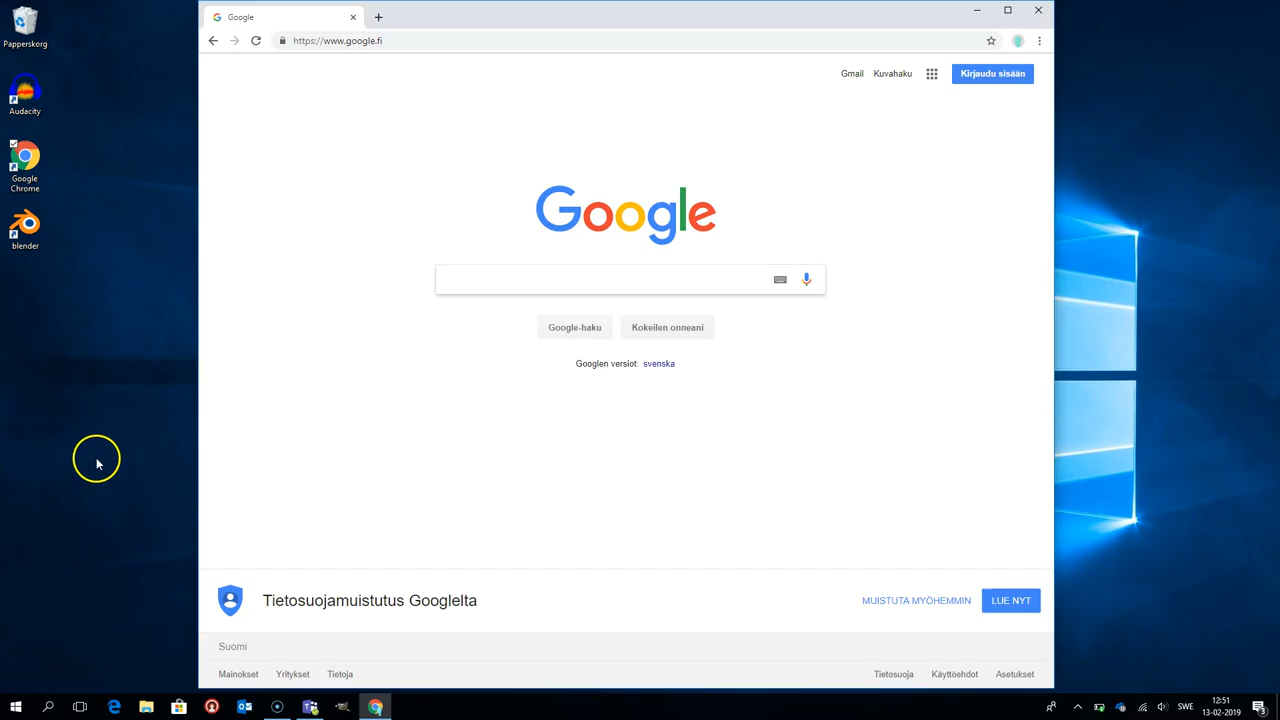 Papperskorg
Audacity
Google
Chrome
blender
Google
https://www.google.fi
Gmail Kuvahaku Kirjaudu sisään
Google
Google-haku Kokeilen onneani
Googlen versiot: svenska
Tietosuojamuistutus Googlelta
MUISTUTA MYÖHEMMIN LUE NYT
Suomi
Mainokset Yritykset Tietoja Tietosuoja Käyttöehdot Asetukset
SWE
12:51
13-02-2019
3